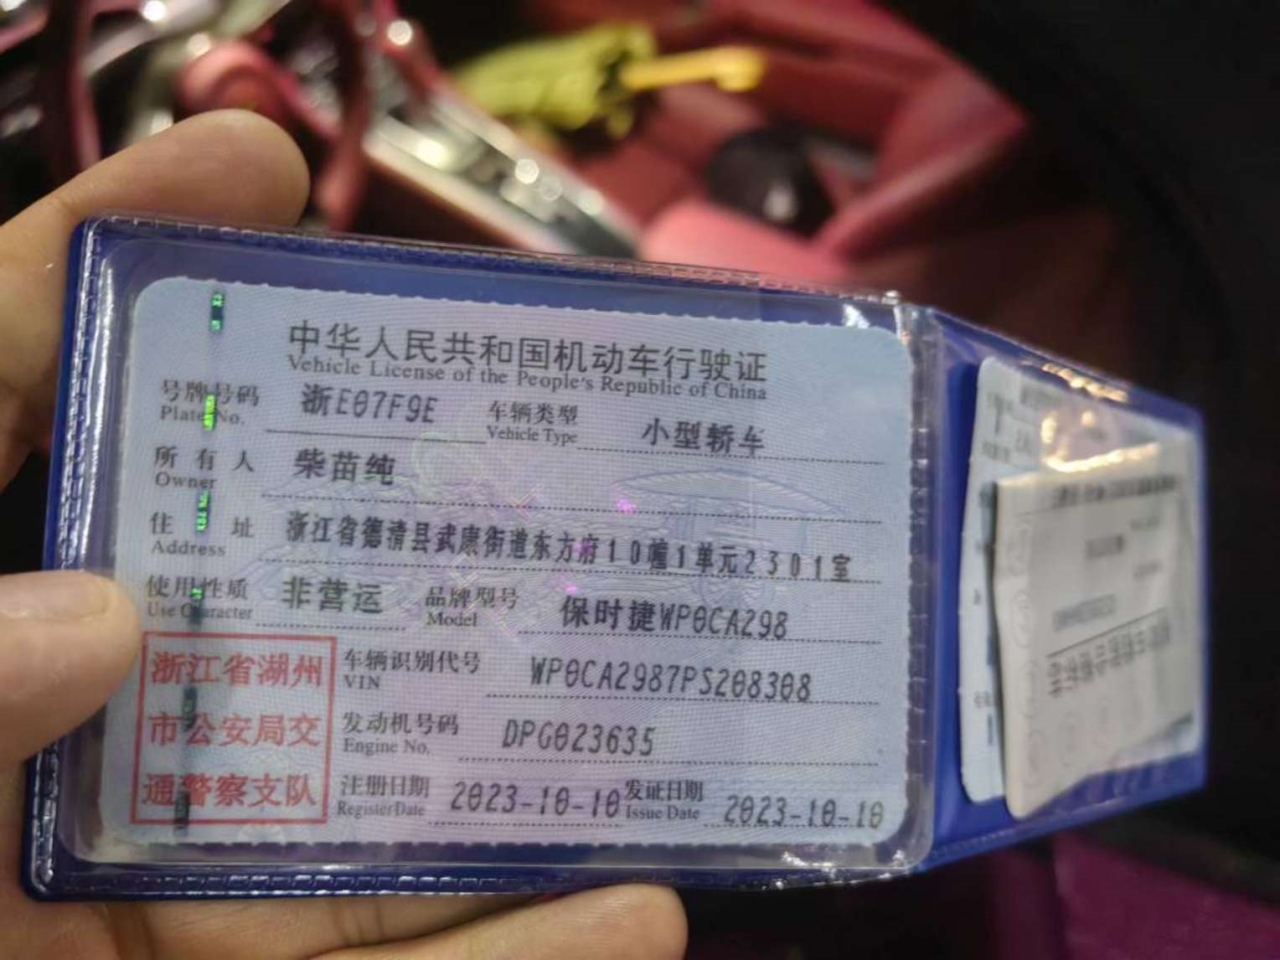 中华人民共和国机动车行驶证
Vehicle License of the People's Republic of China
号牌号码 浙E07F9E 车辆类型 小型轿车
Plate No. Vehicle Type
所有人 柴苗纯
Owner
住址 浙江省德清县武康街道东方府10幢1单元2301室
Address
使用性质 非营运 品牌型号 保时捷WP0CA298
Use Character Model
浙江省湖州
市公安局交
通警察支队
车辆识别代号 WP0CA2987PS208308
VIN
发动机号码 DPG023635
Engine No.
注册日期 2023-10-10 发证日期 2023-10-10
Register Date Issue Date